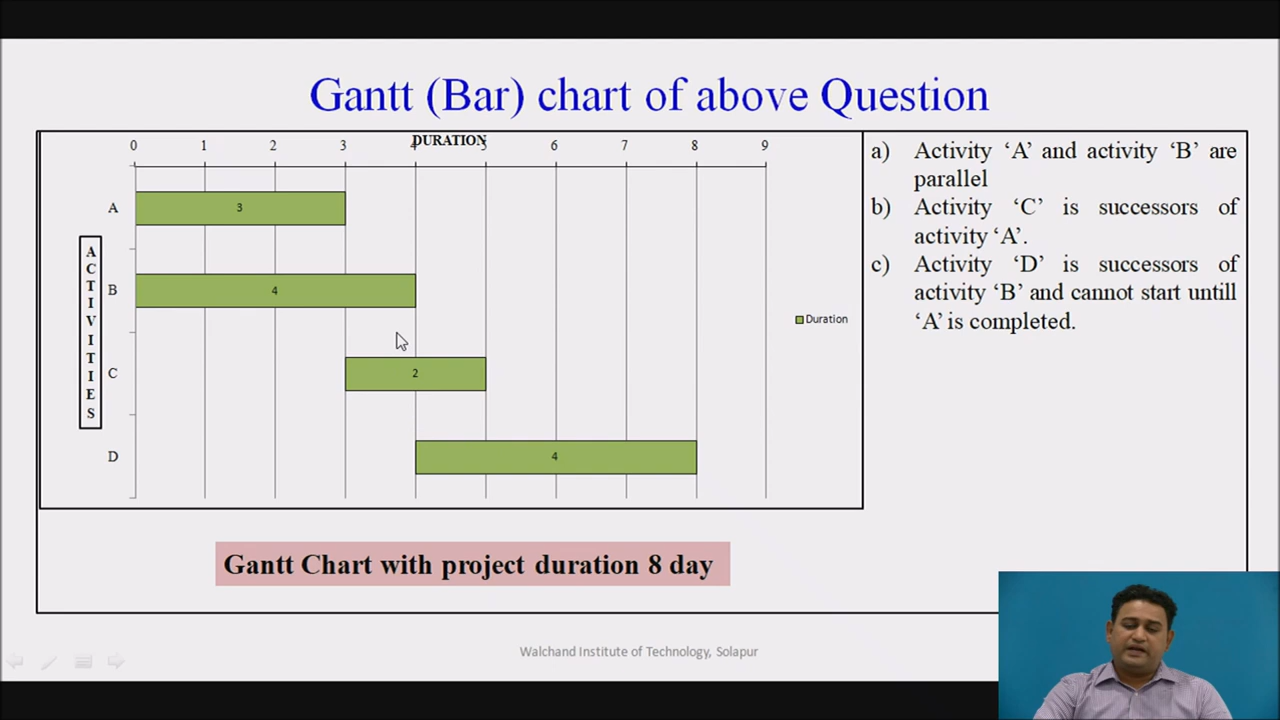 Gantt (Bar) chart of above Question
DURATION
0 1 2 3 4 5 6 7 8 9
A 3
B 4
C 2
D 4
ACTIVITIES
Duration
a) Activity ‘A’ and activity ‘B’ are
parallel
b) Activity ‘C’ is successors of
activity ‘A’.
c) Activity ‘D’ is successors of
activity ‘B’ and cannot start untill
‘A’ is completed.
Gantt Chart with project duration 8 day
Walchand Institute of Technology, Solapur